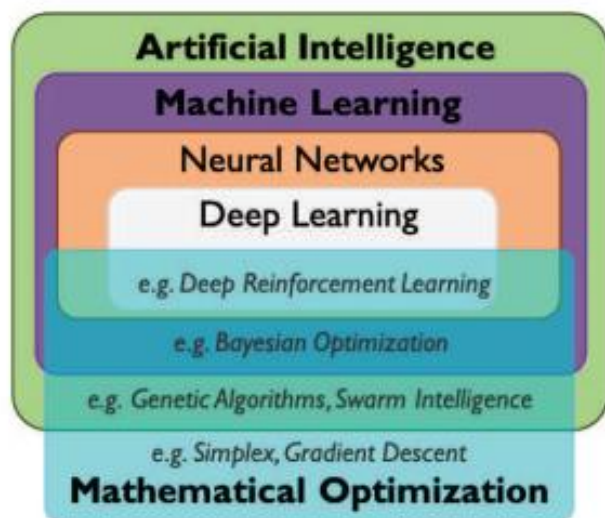 Artificial Intelligence
Machine Learning
Neural Networks
Deep Learning
e.g. Deep Reinforcement Learning
e.g. Bayesian Optimization
e.g. Genetic Algorithms, Swarm Intelligence
e.g. Simplex, Gradient Descent
Mathematical Optimization